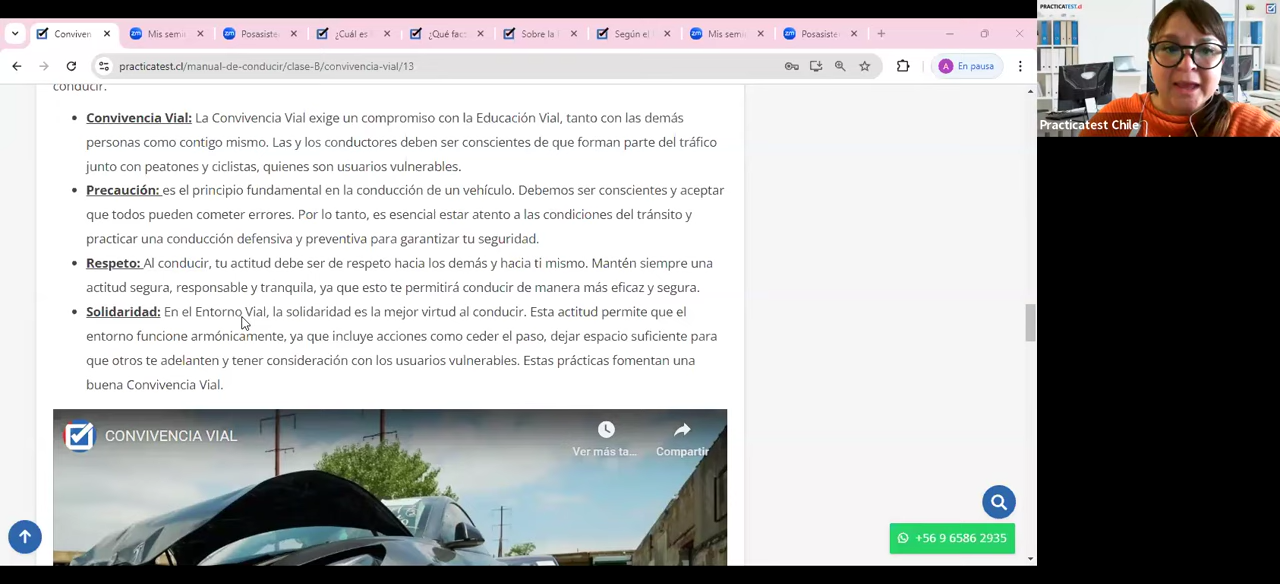 PRACTICATEST.cl
Conviven
Mis semi
Posasiste
¿Cuál es
¿Qué fac
Sobre la
Según el
Mis semi
Posasiste
practicatest.cl/manual-de-conducir/clase-B/convivencia-vial/13
A
En pausa
Practicatest Chile
conducir.
• Convivencia Vial: La Convivencia Vial exige un compromiso con la Educación Vial, tanto con las demás
personas como contigo mismo. Las y los conductores deben ser conscientes de que forman parte del tráfico
junto con peatones y ciclistas, quienes son usuarios vulnerables.
• Precaución: es el principio fundamental en la conducción de un vehículo. Debemos ser conscientes y aceptar
que todos pueden cometer errores. Por lo tanto, es esencial estar atento a las condiciones del tránsito y
practicar una conducción defensiva y preventiva para garantizar tu seguridad.
• Respeto: Al conducir, tu actitud debe ser de respeto hacia los demás y hacia ti mismo. Mantén siempre una
actitud segura, responsable y tranquila, ya que esto te permitirá conducir de manera más eficaz y segura.
• Solidaridad: En el Entorno Vial, la solidaridad es la mejor virtud al conducir. Esta actitud permite que el
entorno funcione armónicamente, ya que incluye acciones como ceder el paso, dejar espacio suficiente para
que otros te adelanten y tener consideración con los usuarios vulnerables. Estas prácticas fomentan una
buena Convivencia Vial.
CONVIVENCIA VIAL
Ver más ta...
Compartir
+56 9 6586 2935